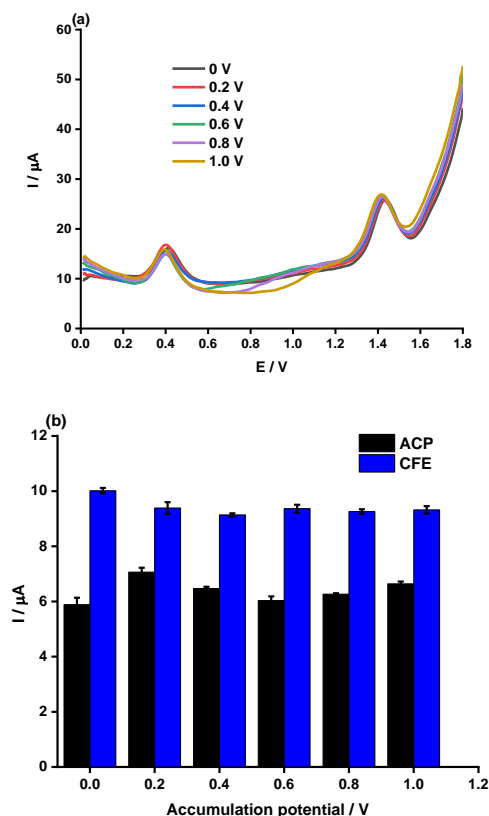 (a)
60
50
40
30
20
10
0
I / µA
0 V
0.2 V
0.4 V
0.6 V
0.8 V
1.0 V
0.0 0.2 0.4 0.6 0.8 1.0 1.2 1.4 1.6 1.8
E / V
(b)
12
10
8
6
4
2
0
I / µA
ACP
CFE
0.0 0.2 0.4 0.6 0.8 1.0 1.2
Accumulation potential / V